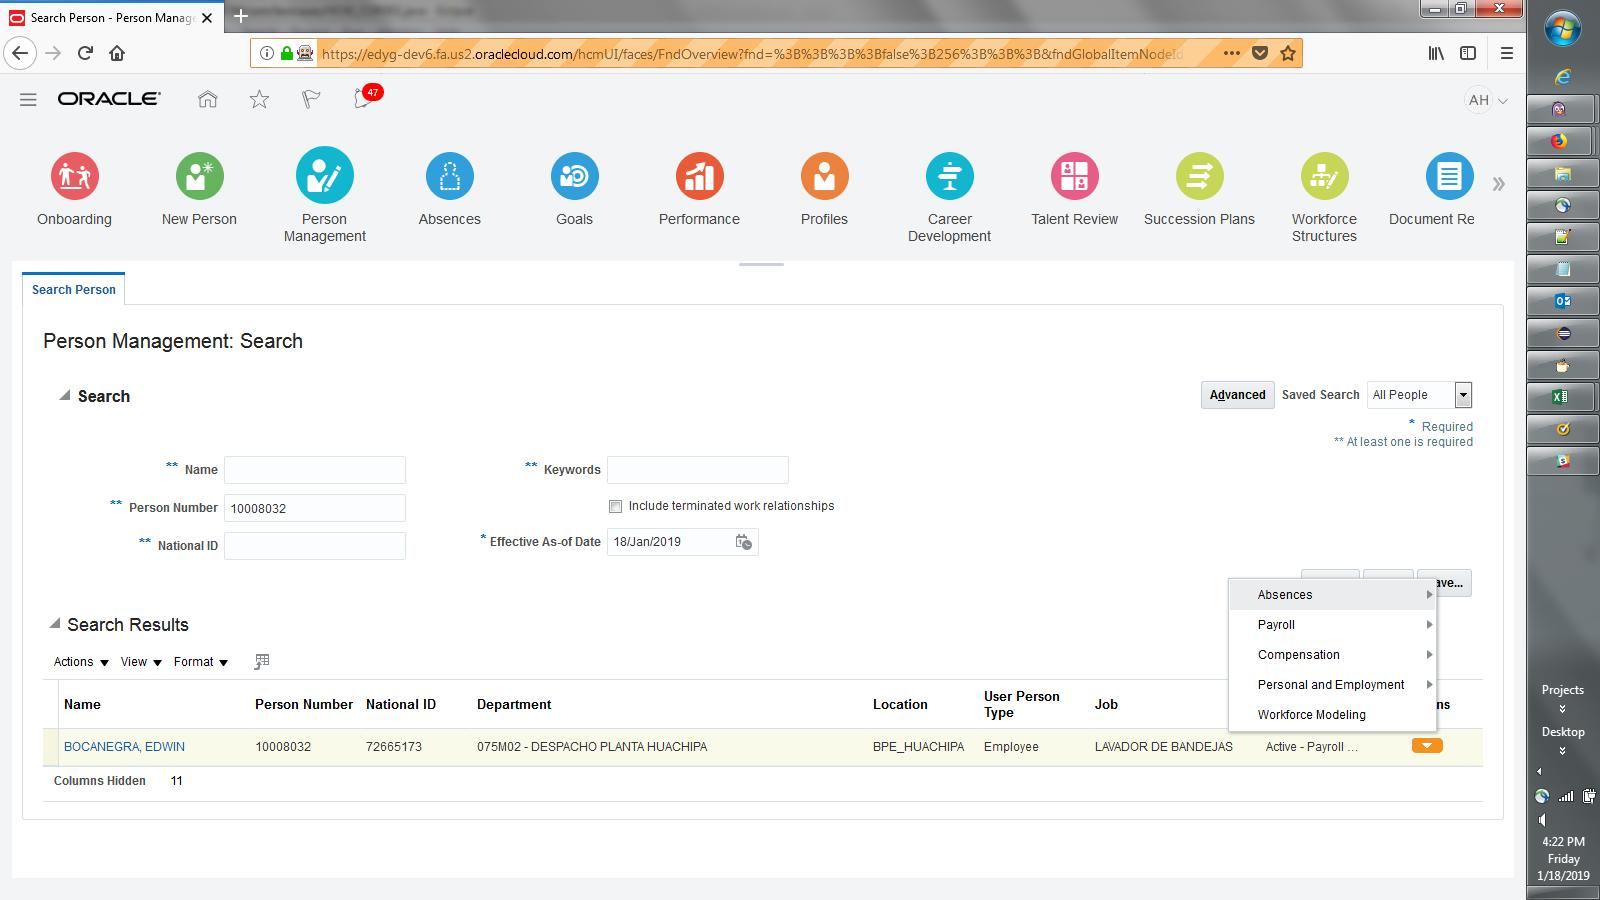 Search Person - Person Manage
https://edyg-dev6.fa.us2.oraclecloud.com/hcmUI/faces/FndOverview?fnd=%3B%3B%3B%3Bfalse%3B256%3B%3B%3B&fndGlobalItemNodeId
ORACLE
47
AH
Onboarding
New Person
Person Management
Absences
Goals
Performance
Profiles
Career Development
Talent Review
Succession Plans
Workforce Structures
Document Re
Search Person
Person Management: Search
Search
Advanced Saved Search All People
* Required
** At least one is required
** Name
** Keywords
** Person Number 10008032
Include terminated work relationships
** National ID
* Effective As-of Date 18/Jan/2019
ave...
Absences
Payroll
Compensation
Personal and Employment
Workforce Modeling
Search Results
Actions View Format
Name Person Number National ID Department Location User Person Type Job ns
BOCANEGRA, EDWIN 10008032 72665173 075M02 - DESPACHO PLANTA HUACHIPA BPE_HUACHIPA Employee LAVADOR DE BANDEJAS Active - Payroll ...
Columns Hidden 11
Projects
Desktop
4:22 PM
Friday
1/18/2019